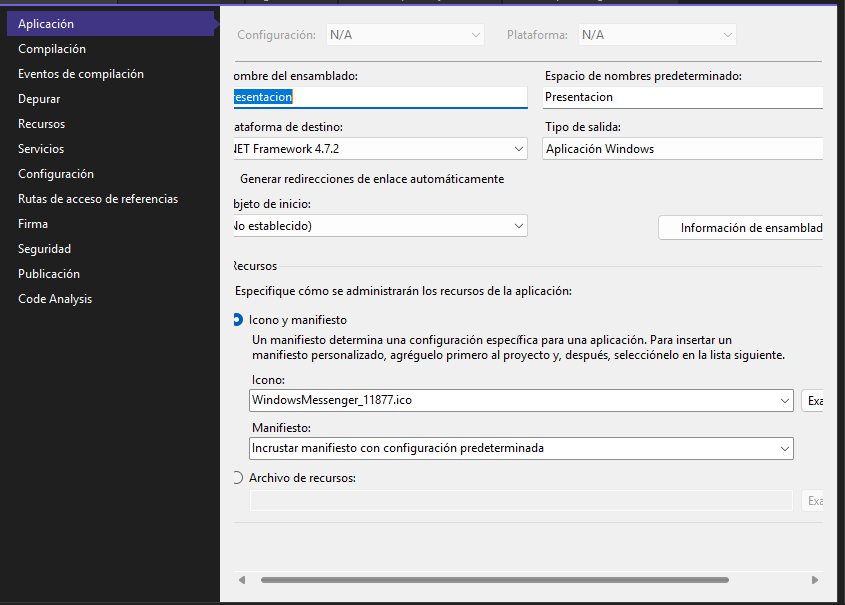 Aplicación
Compilación
Eventos de compilación
Depurar
Recursos
Servicios
Configuración
Rutas de acceso de referencias
Firma
Seguridad
Publicación
Code Analysis
Configuración: N/A Plataforma: N/A
ombre del ensamblado: Espacio de nombres predeterminado:
resentacion Presentacion
ataforma de destino: Tipo de salida:
NET Framework 4.7.2 Aplicación Windows
Generar redirecciones de enlace automáticamente
bjeto de inicio:
No establecido) Información de ensamblad
Recursos
Especifique cómo se administrarán los recursos de la aplicación:
Icono y manifiesto
Un manifiesto determina una configuración específica para una aplicación. Para insertar un
manifiesto personalizado, agréguelo primero al proyecto y, después, selecciónelo en la lista siguiente.
Icono:
WindowsMessenger_11877.ico Exa
Manifiesto:
Incrustar manifiesto con configuración predeterminada
Archivo de recursos:
Exa